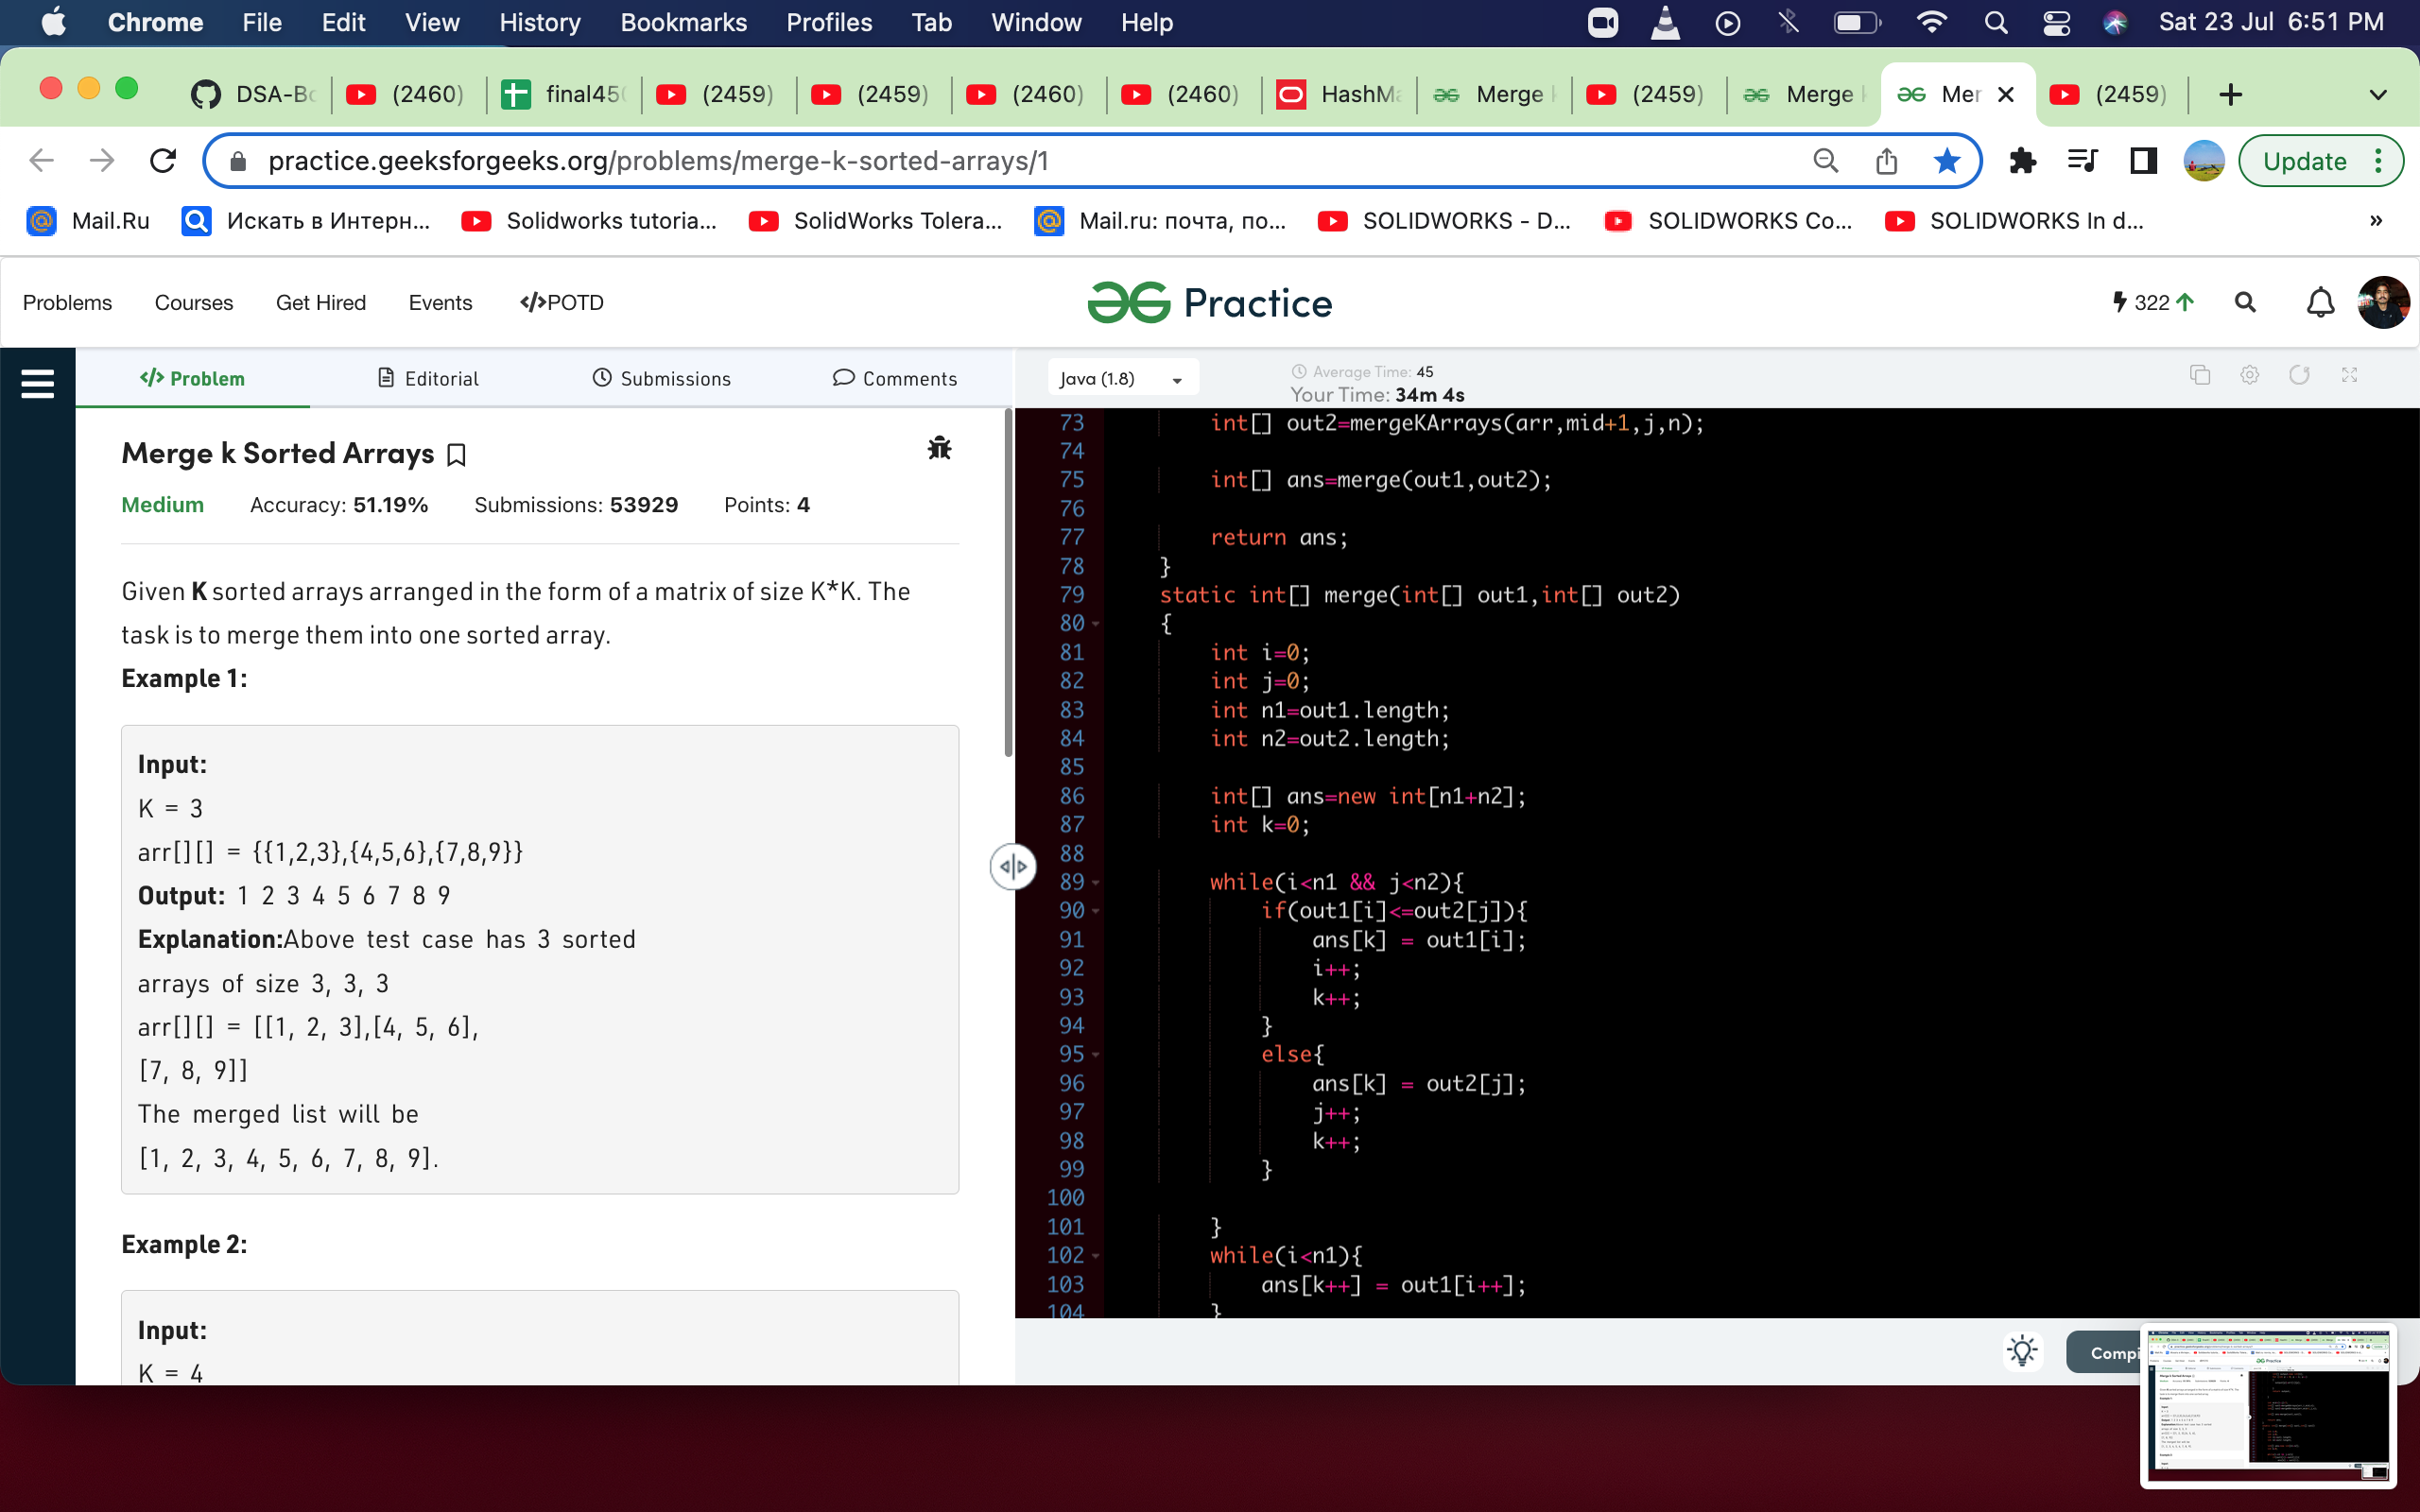 Chrome File Edit View History Bookmarks Profiles Tab Window Help Sat 23 Jul 6:51 PM
DSA-Bo (2460) final450 (2459) (2459) (2460) (2460) HashMa Merge k (2459) Merge k Mer (2459)
practice.geeksforgeeks.org/problems/merge-k-sorted-arrays/1 Update
Mail.Ru Искать в Интерн... Solidworks tutoria... SolidWorks Tolera... Mail.ru: почта, по... SOLIDWORKS - D... SOLIDWORKS Co... SOLIDWORKS In d... »
Problems Courses Get Hired Events </>POTD Practice 322
</> Problem Editorial Submissions Comments
Java (1.8) Average Time: 45
Your Time: 34m 4s
Merge k Sorted Arrays
Medium Accuracy: 51.19% Submissions: 53929 Points: 4
Given K sorted arrays arranged in the form of a matrix of size K*K. The
task is to merge them into one sorted array.
Example 1:
Input:
K = 3
arr[][] = {{1,2,3},{4,5,6},{7,8,9}}
Output: 1 2 3 4 5 6 7 8 9
Explanation:Above test case has 3 sorted
arrays of size 3, 3, 3
arr[][] = [[1, 2, 3],[4, 5, 6],
[7, 8, 9]]
The merged list will be
[1, 2, 3, 4, 5, 6, 7, 8, 9].
Example 2:
Input:
K = 4
73 int[] out2=mergeKArrays(arr,mid+1,j,n);
74
75 int[] ans=merge(out1,out2);
76
77 return ans;
78 }
79 static int[] merge(int[] out1,int[] out2)
80 {
81 int i=0;
82 int j=0;
83 int n1=out1.length;
84 int n2=out2.length;
85
86 int[] ans=new int[n1+n2];
87 int k=0;
88
89 while(i<n1 && j<n2){
90 if(out1[i]<=out2[j]){
91 ans[k] = out1[i];
92 i++;
93 k++;
94 }
95 else{
96 ans[k] = out2[j];
97 j++;
98 k++;
99 }
100
101 }
102 while(i<n1){
103 ans[k++] = out1[i++];
104 }
Compi